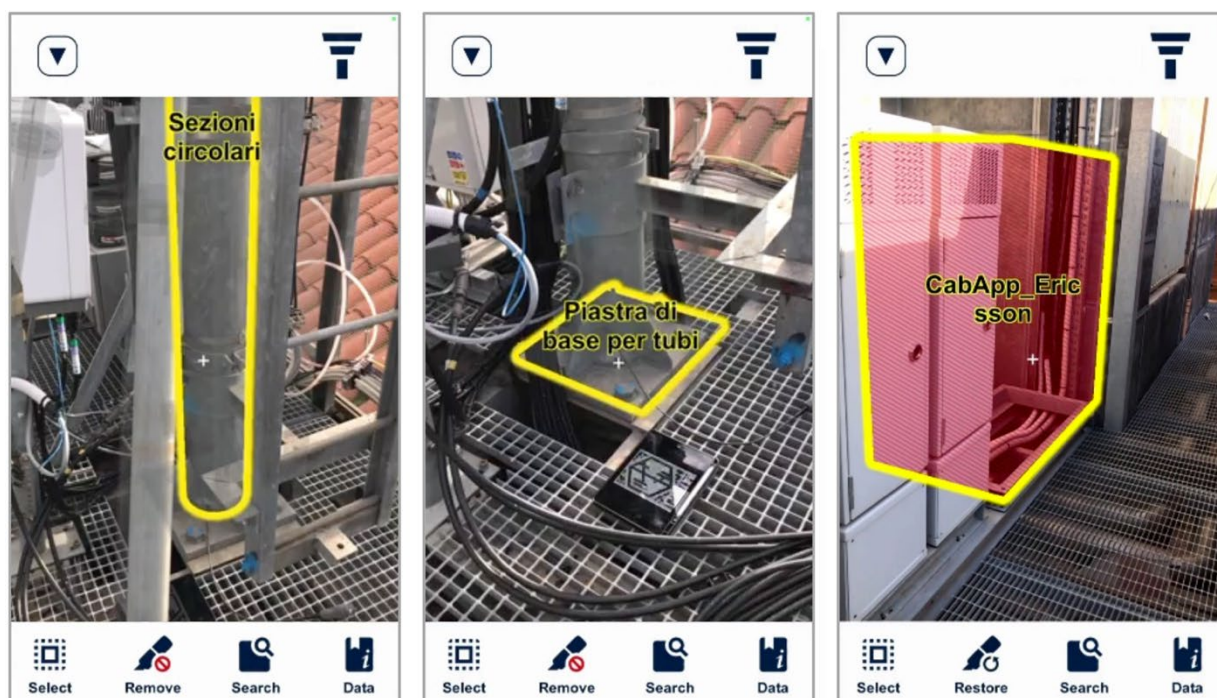 Sezioni
circolari
Select Remove Search Data
Piastra di
base per tubi
Select Remove Search Data
CabApp_Eric
sson
Select Restore Search Data